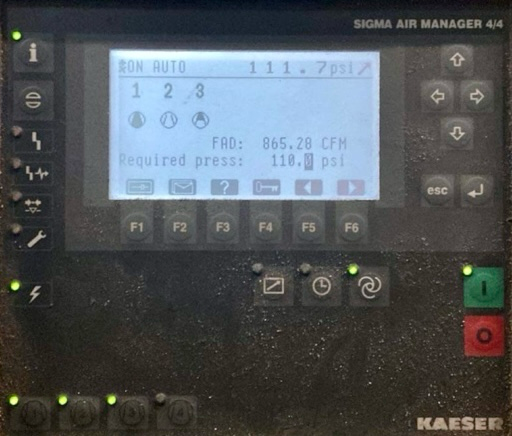 SIGMA AIR MANAGER 4/4
ON AUTO 111.7psi
1 2 3
FAD: 865.28 CFM
Required press: 110.0 psi
?
esc
F1 F2 F3 F4 F5 F6
I
O
KAESER